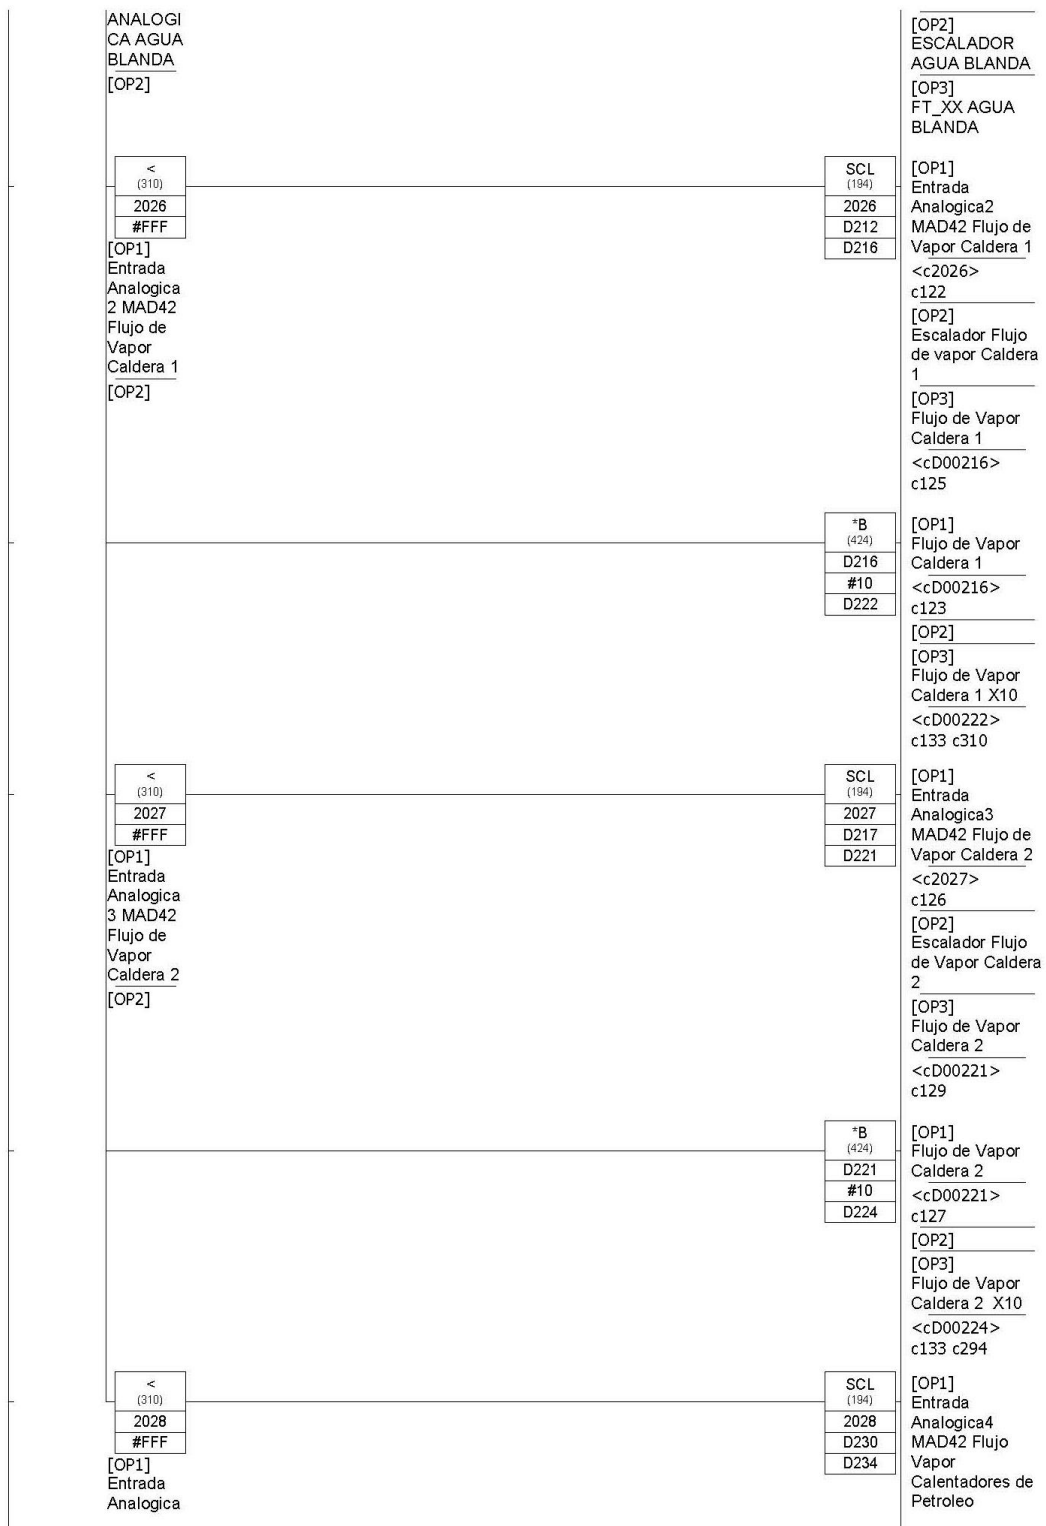 ANALOGI
CA AGUA
BLANDA
[OP2]
[OP2]
ESCALADOR
AGUA BLANDA
[OP3]
FT_XX AGUA
BLANDA
<
(310)
2026
#FFF
[OP1]
Entrada
Analogica
2 MAD42
Flujo de
Vapor
Caldera 1
[OP2]
SCL
(194)
2026
D212
D216
[OP1]
Entrada
Analogica2
MAD42 Flujo de
Vapor Caldera 1
<c2026>
c122
[OP2]
Escalador Flujo
de vapor Caldera
1
[OP3]
Flujo de Vapor
Caldera 1
<cD00216>
c125
*B
(424)
D216
#10
D222
[OP1]
Flujo de Vapor
Caldera 1
<cD00216>
c123
[OP2]
[OP3]
Flujo de Vapor
Caldera 1 X10
<cD00222>
c133 c310
<
(310)
2027
#FFF
[OP1]
Entrada
Analogica
3 MAD42
Flujo de
Vapor
Caldera 2
[OP2]
SCL
(194)
2027
D217
D221
[OP1]
Entrada
Analogica3
MAD42 Flujo de
Vapor Caldera 2
<c2027>
c126
[OP2]
Escalador Flujo
de Vapor Caldera
2
[OP3]
Flujo de Vapor
Caldera 2
<cD00221>
c129
*B
(424)
D221
#10
D224
[OP1]
Flujo de Vapor
Caldera 2
<cD00221>
c127
[OP2]
[OP3]
Flujo de Vapor
Caldera 2  X10
<cD00224>
c133 c294
<
(310)
2028
#FFF
[OP1]
Entrada
Analogica
SCL
(194)
2028
D230
D234
[OP1]
Entrada
Analogica4
MAD42 Flujo
Vapor
Calentadores de
Petroleo